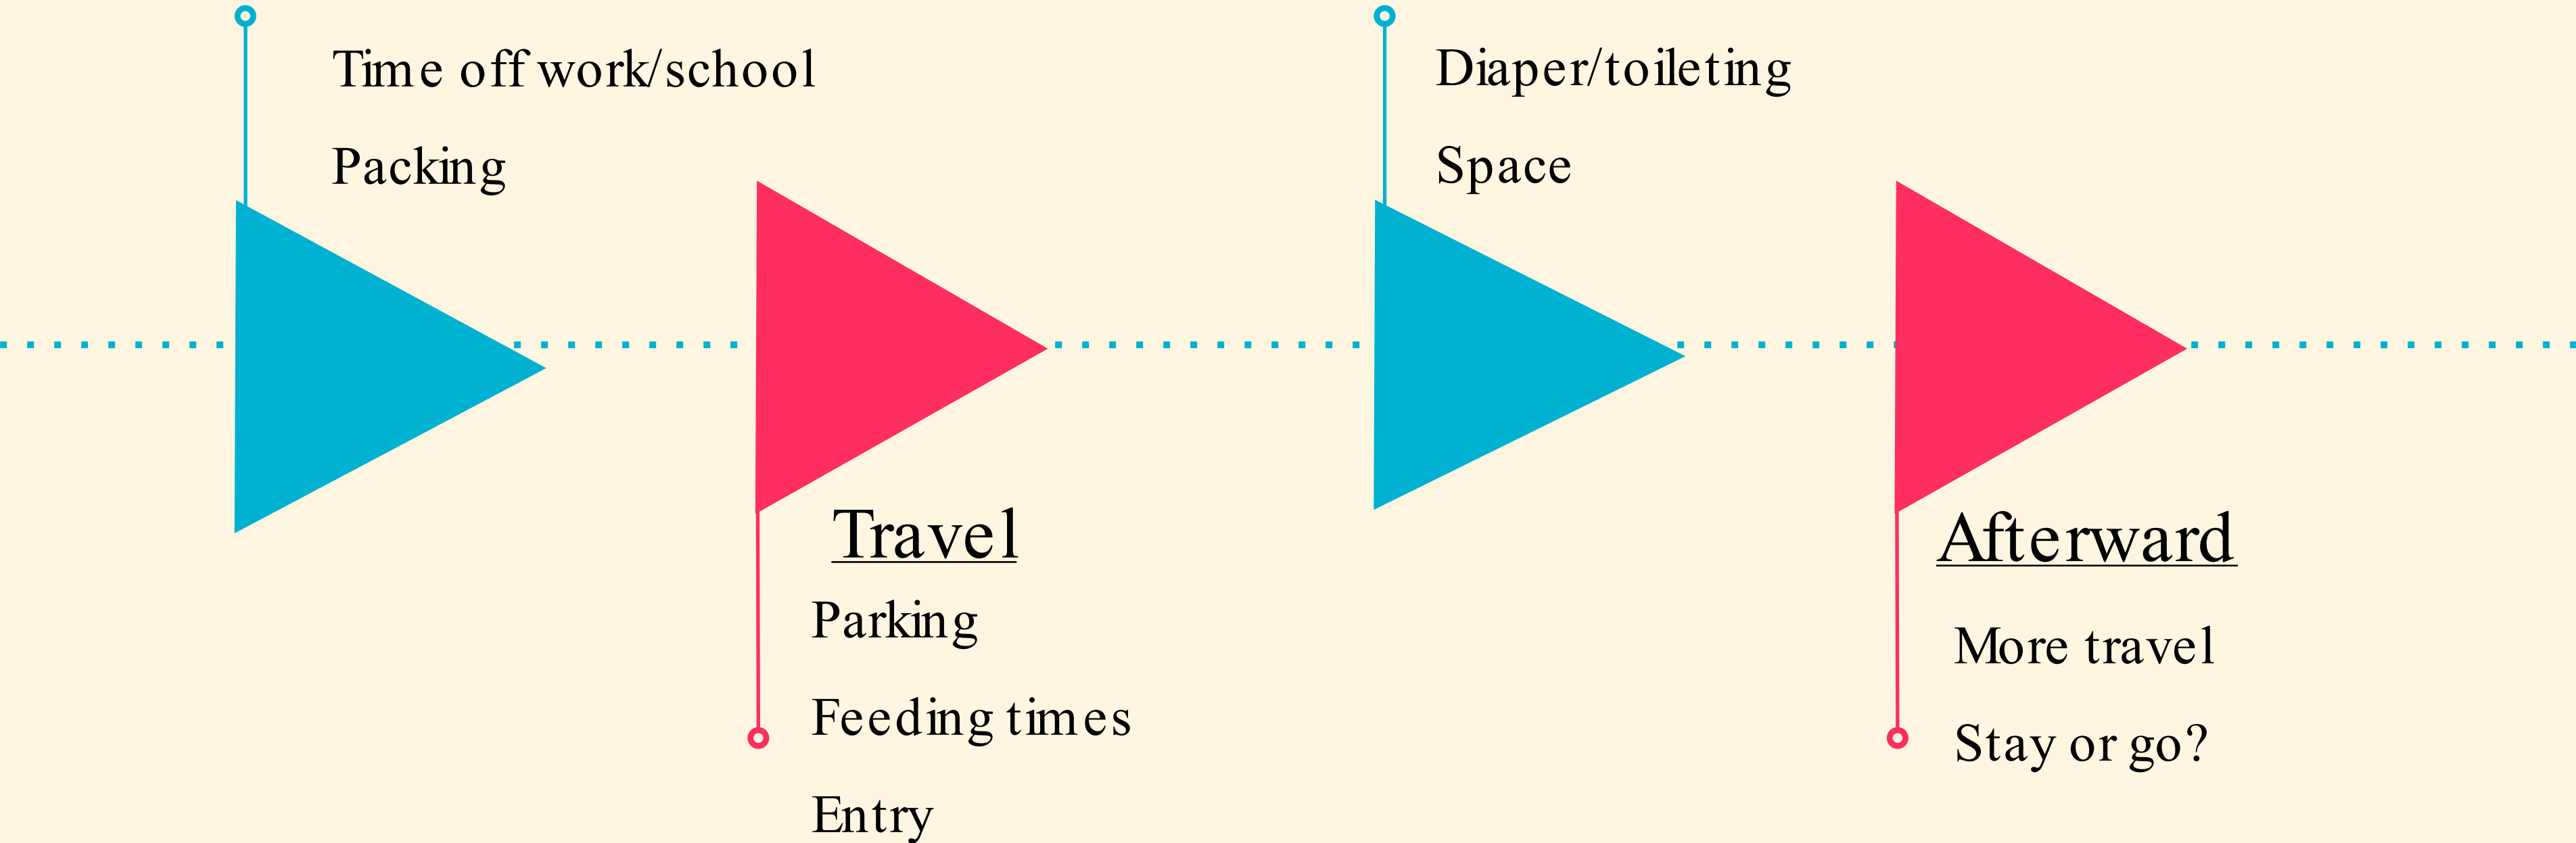 Time off work/school
Packing
Travel
Parking
Feeding times
Entry
Diaper/toileting
Space
Afterward
More travel
Stay or go?